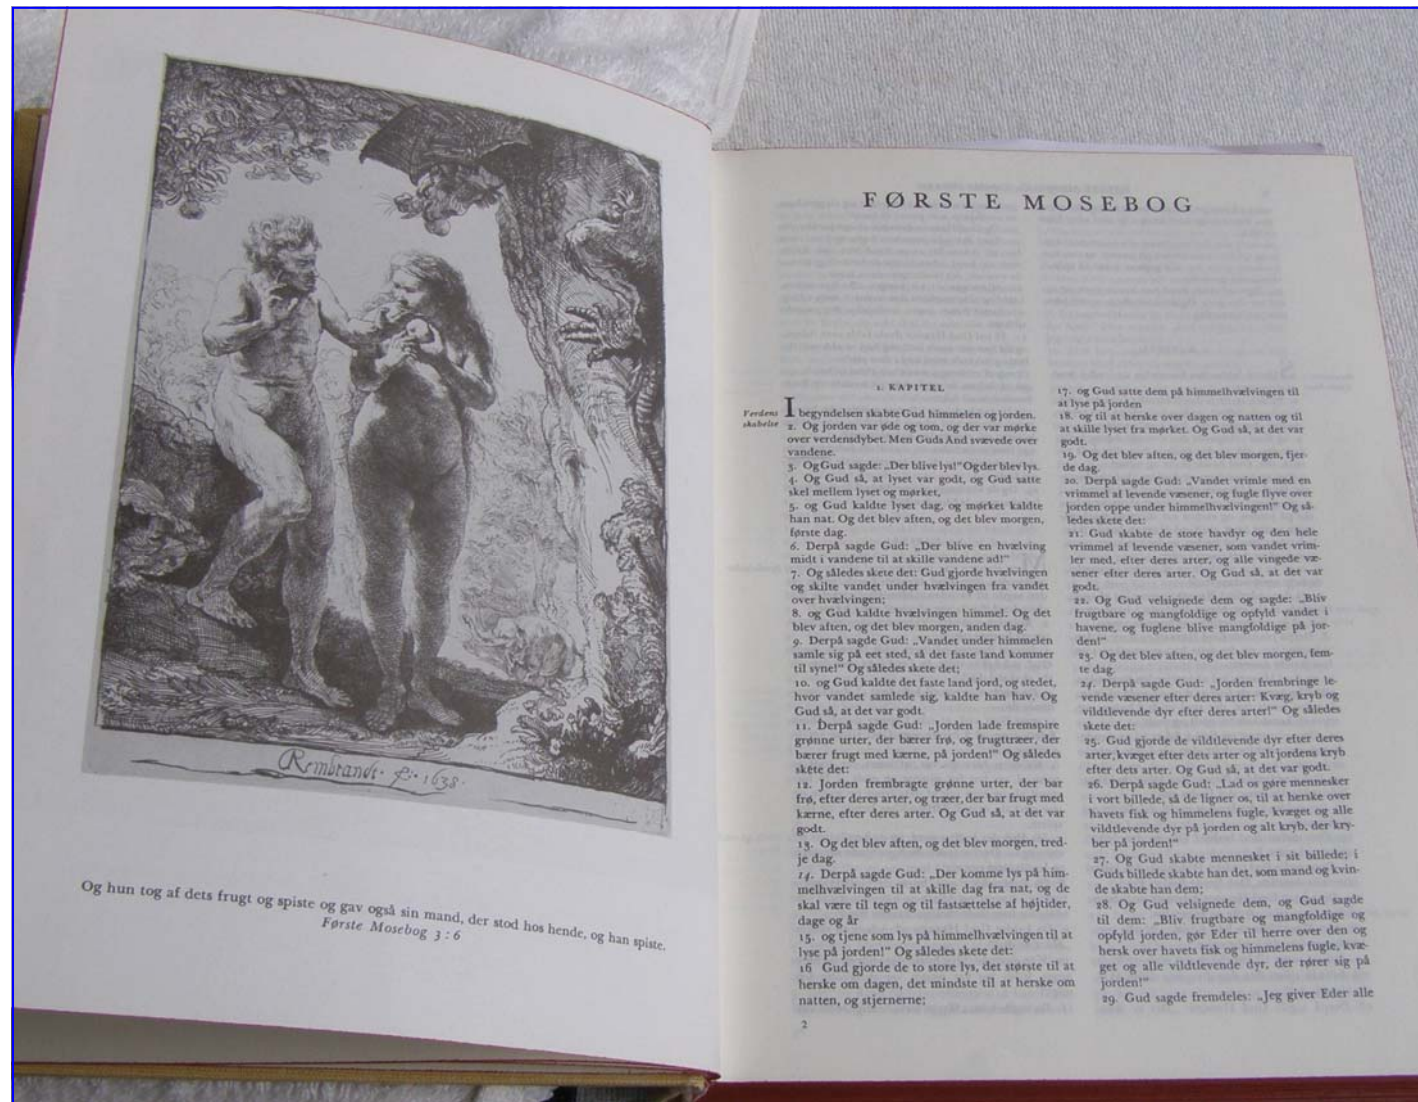 Rembrandt. f. 1638.
Og hun tog af dets frugt og spiste og gav også sin mand, der stod hos hende, og han spiste.
Første Mosebog 3 : 6
FØRSTE MOSEBOG
1. KAPITEL
Verdens
skabelse
I begyndelsen skabte Gud himmelen og jorden.
2. Og jorden var øde og tom, og der var mørke
over verdensdybet. Men Guds Ånd svævede over
vandene.
3. Og Gud sagde: „Der blive lys!" Og der blev lys.
4. Og Gud så, at lyset var godt, og Gud satte
skel mellem lyset og mørket,
5. og Gud kaldte lyset dag, og mørket kaldte
han nat. Og det blev aften, og det blev morgen,
første dag.
6. Derpå sagde Gud: „Der blive en hvælving
midt i vandene til at skille vandene ad!"
7. Og således skete det: Gud gjorde hvælvingen
og skilte vandet under hvælvingen fra vandet
over hvælvingen;
8. og Gud kaldte hvælvingen himmel. Og det
blev aften, og det blev morgen, anden dag.
9. Derpå sagde Gud: „Vandet under himmelen
samle sig på eet sted, så det faste land kommer
til syne!" Og således skete det;
10. og Gud kaldte det faste land jord, og stedet,
hvor vandet samlede sig, kaldte han hav. Og
Gud så, at det var godt.
11. Derpå sagde Gud: „Jorden lade fremspire
grønne urter, der bærer frø, og frugttræer, der
bærer frugt med kærne, på jorden!" Og således
skete det:
12. Jorden frembragte grønne urter, der bar
frø, efter deres arter, og træer, der bar frugt med
kærne, efter deres arter. Og Gud så, at det var
godt.
13. Og det blev aften, og det blev morgen, tred-
je dag.
14. Derpå sagde Gud: „Der komme lys på him-
melhvælvingen til at skille dag fra nat, og de
skal være til tegn og til fastsættelse af højtider,
dage og år
15. og tjene som lys på himmelhvælvingen til at
lyse på jorden!" Og således skete det:
16 Gud gjorde de to store lys, det største til at
herske om dagen, det mindste til at herske om
natten, og stjernerne;
2
17. og Gud satte dem på himmelhvælvingen til
at lyse på jorden
18. og til at herske over dagen og natten og til
at skille lyset fra mørket. Og Gud så, at det var
godt.
19. Og det blev aften, og det blev morgen, fjer-
de dag.
20. Derpå sagde Gud: „Vandet vrimle med en
vrimmel af levende væsener, og fugle flyve over
jorden oppe under himmelhvælvingen!" Og så-
ledes skete det:
21. Gud skabte de store havdyr og den hele
vrimmel af levende væsener, som vandet vrim-
ler med, efter deres arter, og alle vingede væ-
sener efter deres arter. Og Gud så, at det var
godt.
22. Og Gud velsignede dem og sagde: „Bliv
frugtbare og mangfoldige og opfyld vandet i
havene, og fuglene blive mangfoldige på jor-
den!"
23. Og det blev aften, og det blev morgen, fem-
te dag.
24. Derpå sagde Gud: „Jorden frembringe le-
vende væsener efter deres arter: Kvæg, kryb og
vildtlevende dyr efter deres arter!" Og således
skete det:
25. Gud gjorde de vildtlevende dyr efter deres
arter, kvæget efter dets arter og alt jordens kryb
efter dets arter. Og Gud så, at det var godt.
26. Derpå sagde Gud: „Lad os gøre mennesker
i vort billede, så de ligner os, til at herske over
havets fisk og himmelens fugle, kvæget og alle
vildtlevende dyr på jorden og alt kryb, der kry-
ber på jorden!"
27. Og Gud skabte mennesket i sit billede; i
Guds billede skabte han det, som mand og kvin-
de skabte han dem;
28. Og Gud velsignede dem, og Gud sagde
til dem: „Bliv frugtbare og mangfoldige og
opfyld jorden, gør Eder til herre over den og
hersk over havets fisk og himmelens fugle, kvæ-
get og alle vildtlevende dyr, der rører sig på
jorden!"
29. Gud sagde fremdeles: „Jeg giver Eder alle